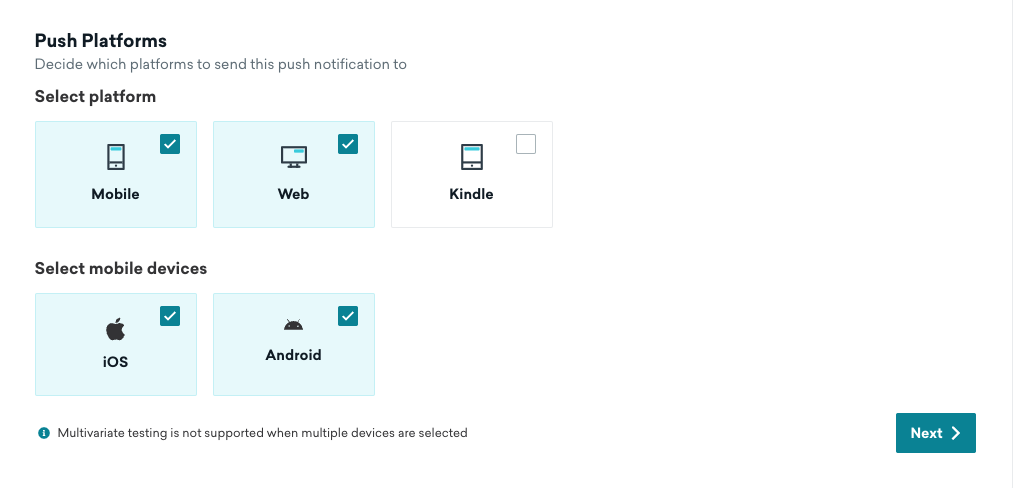 Push Platforms
Decide which platforms to send this push notification to
Select platform
Mobile
Web
Kindle
Select mobile devices
iOS
Android
Multivariate testing is not supported when multiple devices are selected
Next